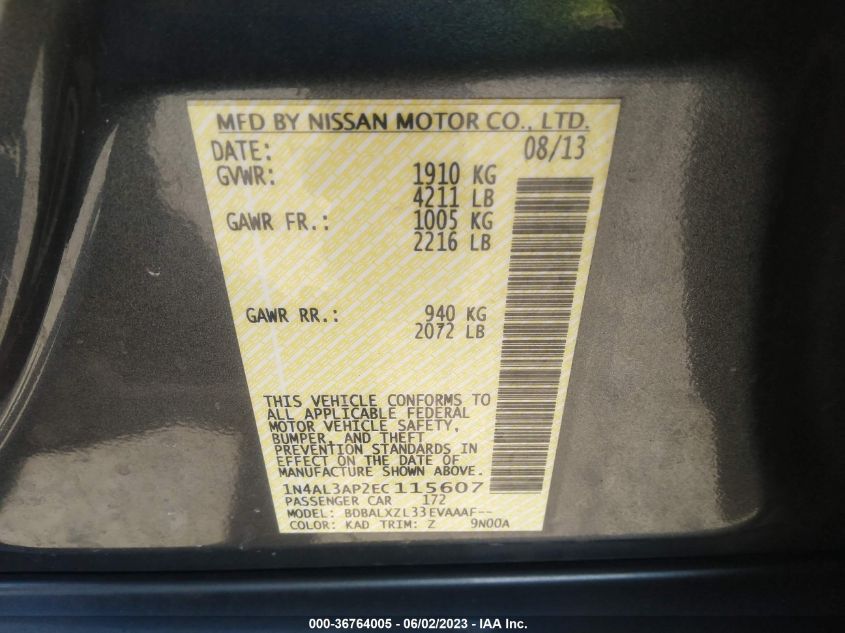 MFD BY NISSAN MOTOR CO., LTD.
DATE: 08/13
GVWR: 1910 KG
4211 LB
GAWR FR.: 1005 KG
2216 LB
GAWR RR.: 940 KG
2072 LB
THIS VEHICLE CONFORMS TO
ALL APPLICABLE FEDERAL
MOTOR VEHICLE SAFETY,
BUMPER, AND THEFT
PREVENTION STANDARDS IN
EFFECT ON THE DATE OF
MANUFACTURE SHOWN ABOVE.
1N4AL3AP2EC115607
PASSENGER CAR 172
MODEL: BDBALXZL33EVAAAF--
COLOR: KAD TRIM: Z 9N00A
000-36764005 - 06/02/2023 - IAA Inc.